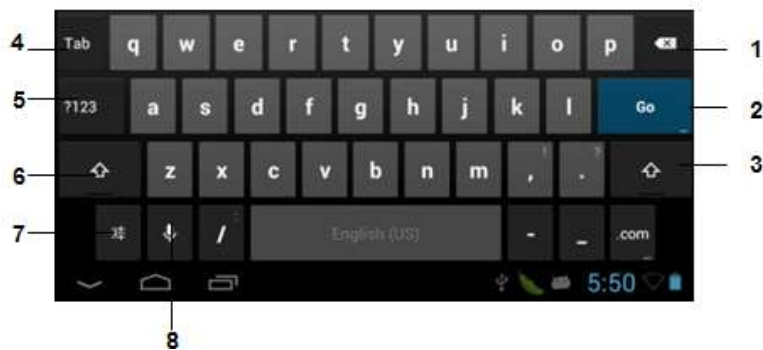 4 Tab q w e r t y u i o p 1
5 ?123 a s d f g h j k l Go 2
6 z x c v b n m , ! . ? 3
7 / : English (US) - _ .com
5:50
8